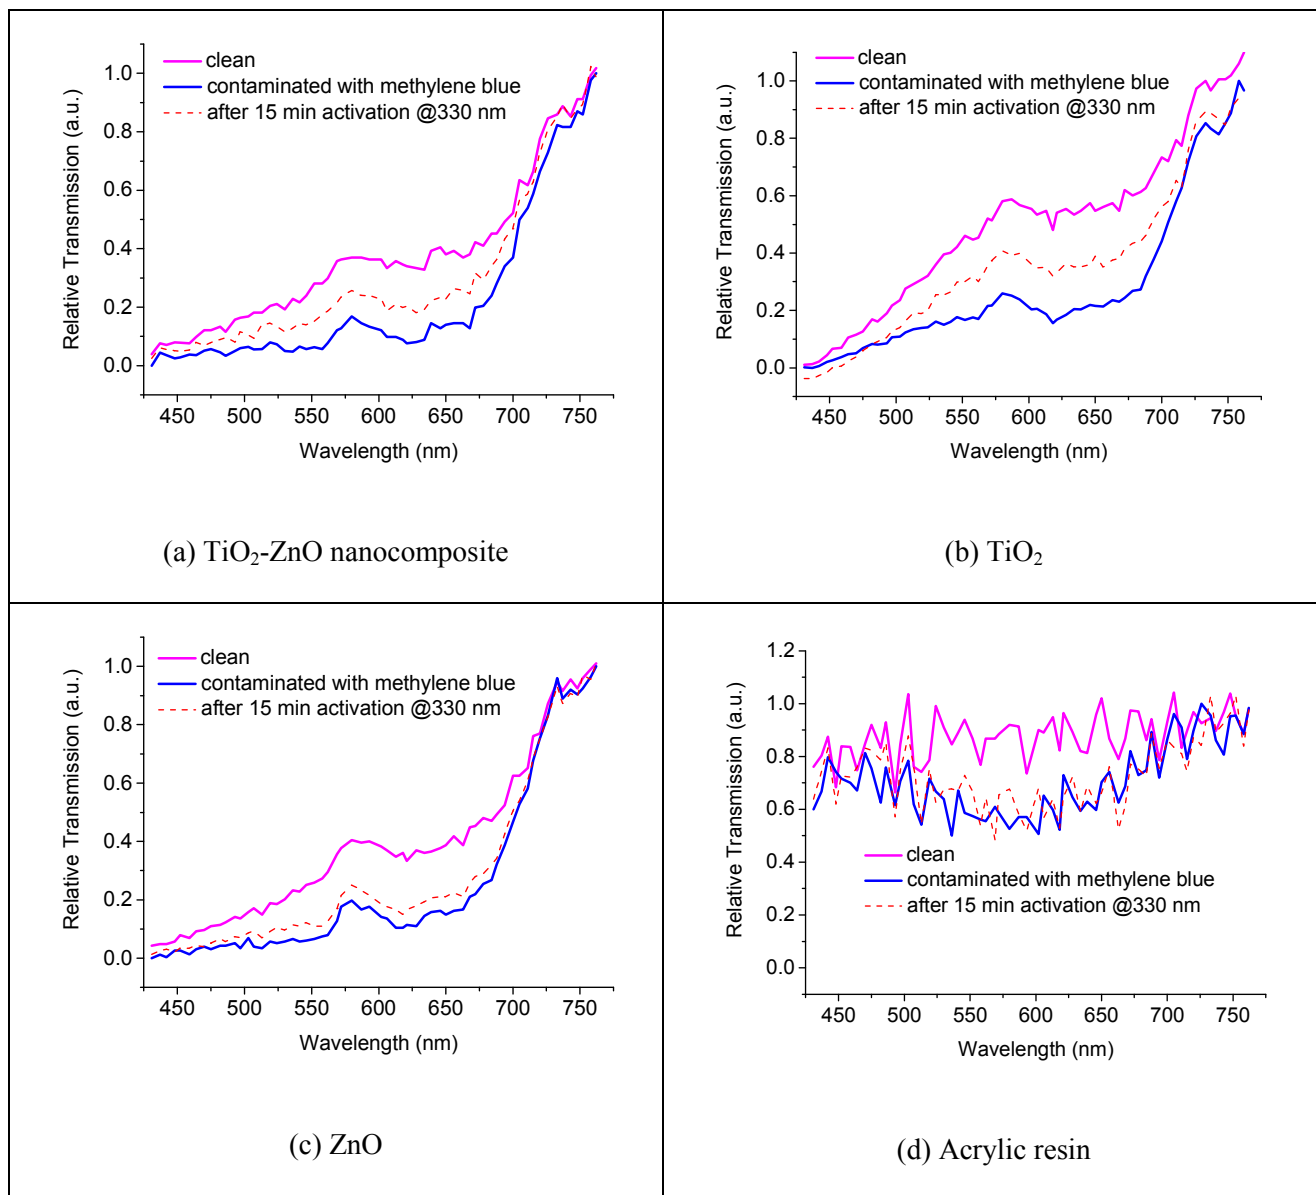 clean
contaminated with methylene blue
after 15 min activation @330 nm
Relative Transmission (a.u.)
1.0
0.8
0.6
0.4
0.2
0.0
450 500 550 600 650 700 750
Wavelength (nm)
(a) TiO₂-ZnO nanocomposite
clean
contaminated with methylene blue
after 15 min activation @330 nm
Relative Transmission (a.u.)
1.0
0.8
0.6
0.4
0.2
0.0
450 500 550 600 650 700 750
Wavelength (nm)
(b) TiO₂
clean
contaminated with methylene blue
after 15 min activation @330 nm
Relative Transmission (a.u.)
1.0
0.8
0.6
0.4
0.2
0.0
450 500 550 600 650 700 750
Wavelength (nm)
(c) ZnO
1.2
1.0
0.8
0.6
0.4
1.2
0.0
Relative Transmission (a.u.)
clean
contaminated with methylene blue
after 15 min activation @330 nm
450 500 550 600 650 700 750
Wavelength (nm)
(d) Acrylic resin